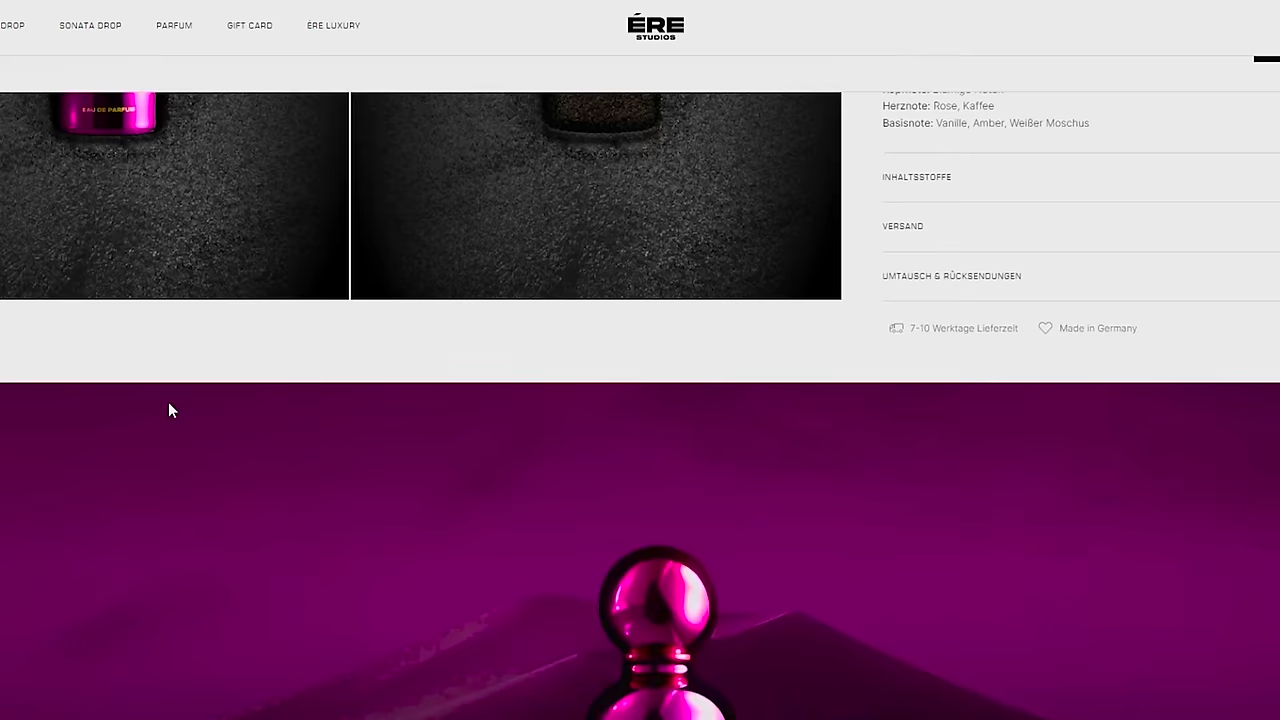 DROP
SONATA DROP
PARFUM
GIFT CARD
ÉRE LUXURY
ÉRE
STUDIOS
EAU DE PARFUM
Herznote: Rose, Kaffee
Basisnote: Vanille, Amber, Weißer Moschus
INHALTSSTOFFE
VERSAND
UMTAUSCH & RÜCKSENDUNGEN
7-10 Werktage Lieferzeit
Made in Germany